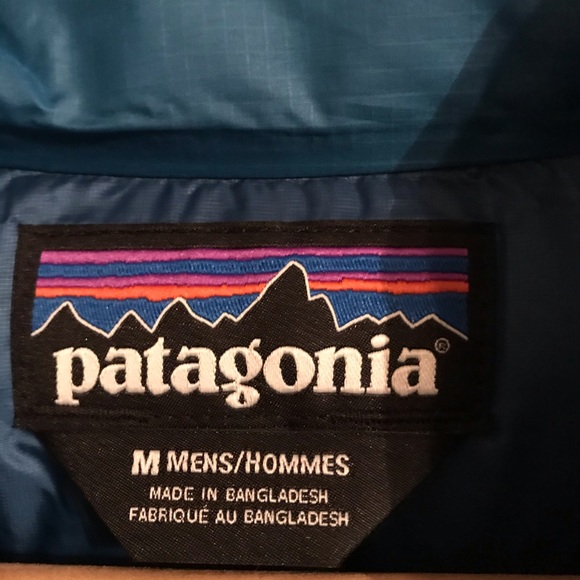 patagonia®
M MENS/HOMMES
MADE IN BANGLADESH
FABRIQUÉ AU BANGLADESH